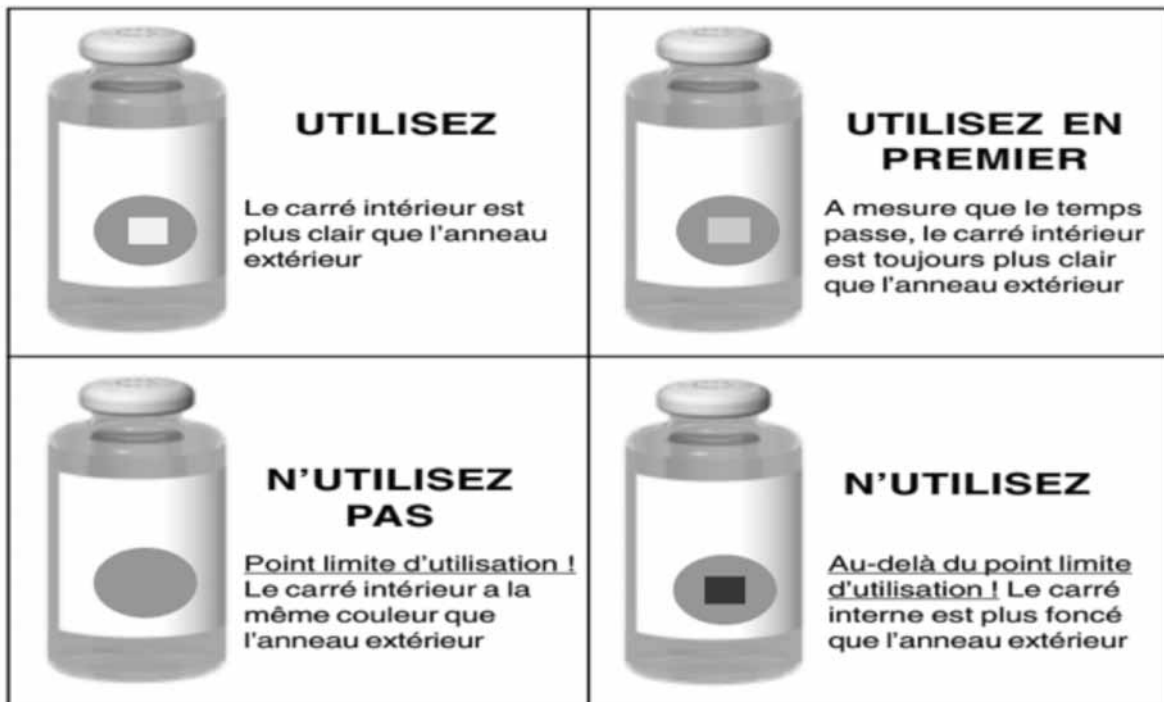 UTILISEZ
Le carré intérieur est
plus clair que l'anneau
extérieur
UTILISEZ EN
PREMIER
A mesure que le temps
passe, le carré intérieur
est toujours plus clair
que l'anneau extérieur
N'UTILISEZ
PAS
Point limite d'utilisation !
Le carré intérieur a la
même couleur que
l'anneau extérieur
N'UTILISEZ
Au-delà du point limite
d'utilisation ! Le carré
interne est plus foncé
que l'anneau extérieur